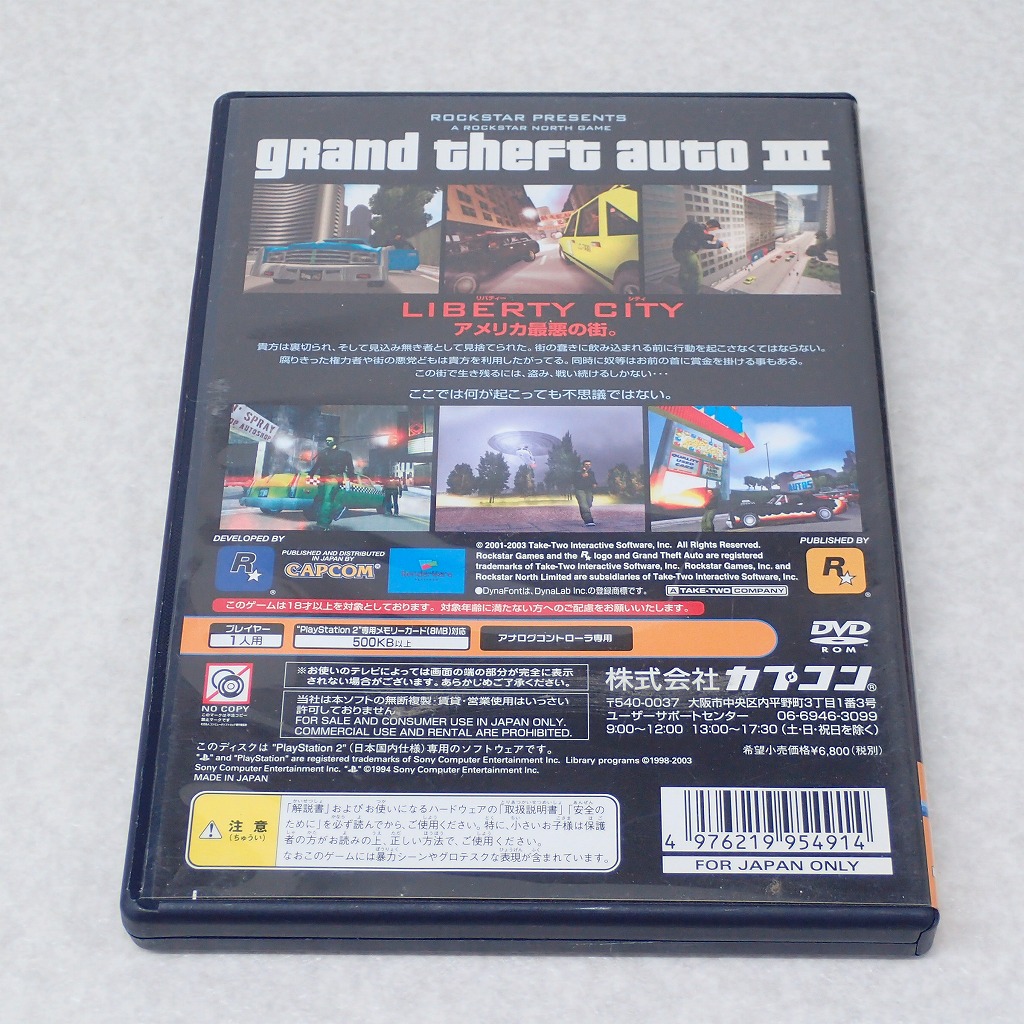 ROCKSTAR PRESENTS
A ROCKSTAR NORTH GAME
grand theft auto III
リバティー シティ
LIBERTY CITY
アメリカ最悪の街。
貴方は裏切られ、そして見込み無き者として見捨てられた。街の蠢きに飲み込まれる前に行動を起こさなくてはならない。
腐りきった権力者や街の悪党どもは貴方を利用したがってる。同時に奴等はお前の首に賞金を掛ける事もある。
この街で生き残るには、盗み、戦い続けるしかない・・・
ここでは何が起こっても不思議ではない。
'N' SPRAY
AUTOSHOP
QUALITY
USED
CARS
AUTOS
DEVELOPED BY
R
PUBLISHED AND DISTRIBUTED
IN JAPAN BY
CAPCOM
RenderWare
© 2001-2003 Take-Two Interactive Software, Inc. All Rights Reserved.
Rockstar Games and the R logo and Grand Theft Auto are registered
trademarks of Take-Two Interactive Software, Inc. Rockstar Games, Inc. and
Rockstar North Limited are subsidiaries of Take-Two Interactive Software, Inc.
●DynaFontは、DynaLab Inc.の登録商標です。
A TAKE-TWO COMPANY
PUBLISHED BY
R
このゲームは18才以上を対象としております。対象年齢に満たない方へのご配慮をお願いいたします。
プレイヤー
1人用
"PlayStation 2"専用メモリーカード(8MB)対応
500KB以上
アナログコントローラ専用
DVD
ROM
NO COPY
※お使いのテレビによっては画面の端の部分が完全に表示
されない場合がございます。あらかじめご了承ください。
当社は本ソフトの無断複製・賃貸・営業使用はいっさい
許可しておりません。
FOR SALE AND CONSUMER USE IN JAPAN ONLY.
COMMERCIAL USE AND RENTAL ARE PROHIBITED.
株式会社 カプコン®
〒540-0037 大阪市中央区内平野町3丁目1番3号
ユーザーサポートセンター 06-6946-3099
9:00〜12:00 13:00〜17:30(土・日・祝日を除く)
希望小売価格¥6,800(税別)
このディスクは "PlayStation 2"(日本国内仕様)専用のソフトウェアです。
" " and "PlayStation" are registered trademarks of Sony Computer Entertainment Inc. Library programs ©1998-2003
Sony Computer Entertainment Inc. " " ©1994 Sony Computer Entertainment Inc.
MADE IN JAPAN
注意
(ちゅうい)
「解説書」およびお使いになるハードウェアの「取扱説明書」「安全の
ために」を必ず読んでから、ご使用ください。特に、小さいお子様は保護
者の方がお読みの上、正しい方法で、ご使用ください。
なおこのゲームには暴力シーンやグロテスクな表現が含まれています。
4 976219 954914
FOR JAPAN ONLY